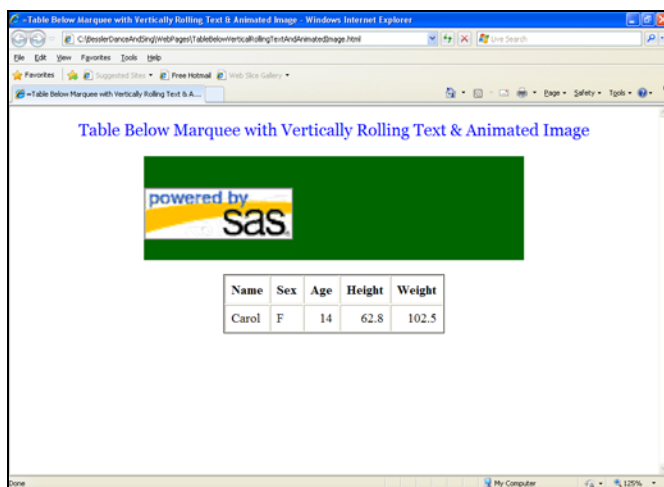 ~Table Below Marquee with Vertically Rolling Text & Animated Image - Windows Internet Explorer
C:\BesslerDanceAndSing\WebPages\TableBelowVerticalRollingTextAndAnimatedImage.html
Live Search
File Edit View Favorites Tools Help
Favorites Suggested Sites Free Hotmail Web Slice Gallery
~Table Below Marquee with Vertically Rolling Text & A...
Page Safety Tools
Table Below Marquee with Vertically Rolling Text & Animated Image
powered by
sas.
Name Sex Age Height Weight
Carol F 14 62.8 102.5
Done My Computer 125%